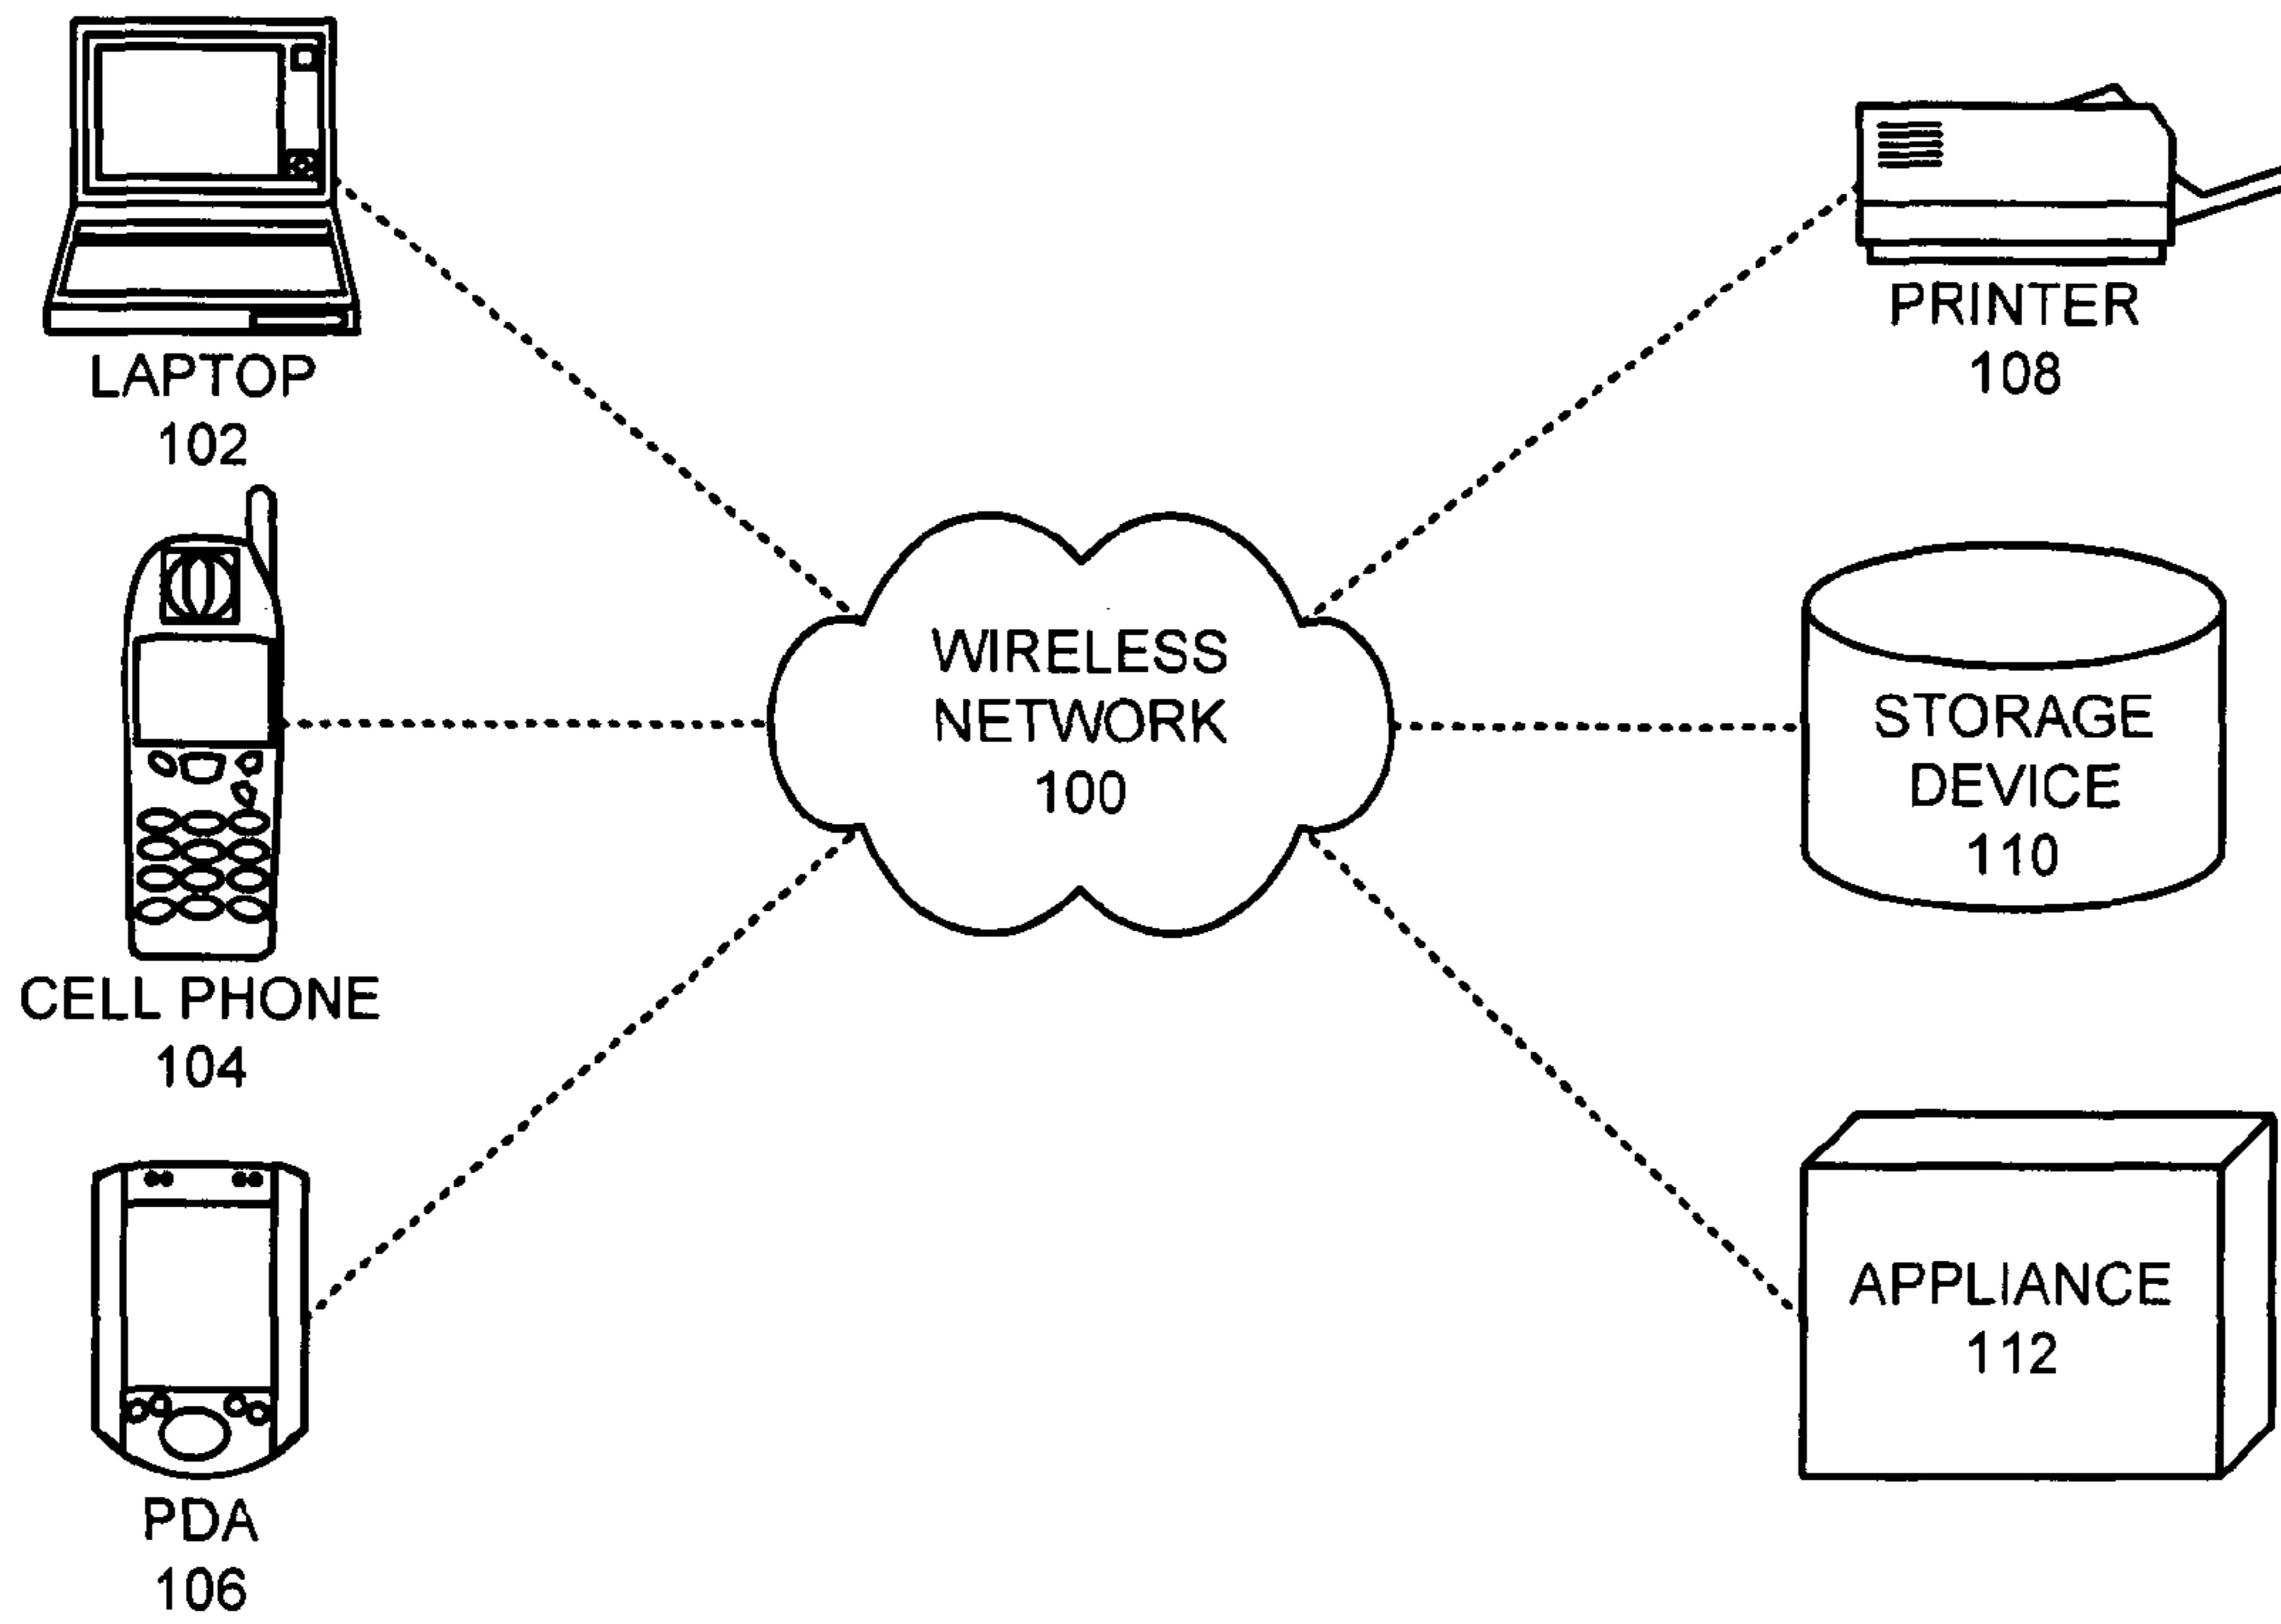 LAPTOP
102
CELL PHONE
104
PDA
106
WIRELESS
NETWORK
100
PRINTER
108
STORAGE
DEVICE
110
APPLIANCE
112